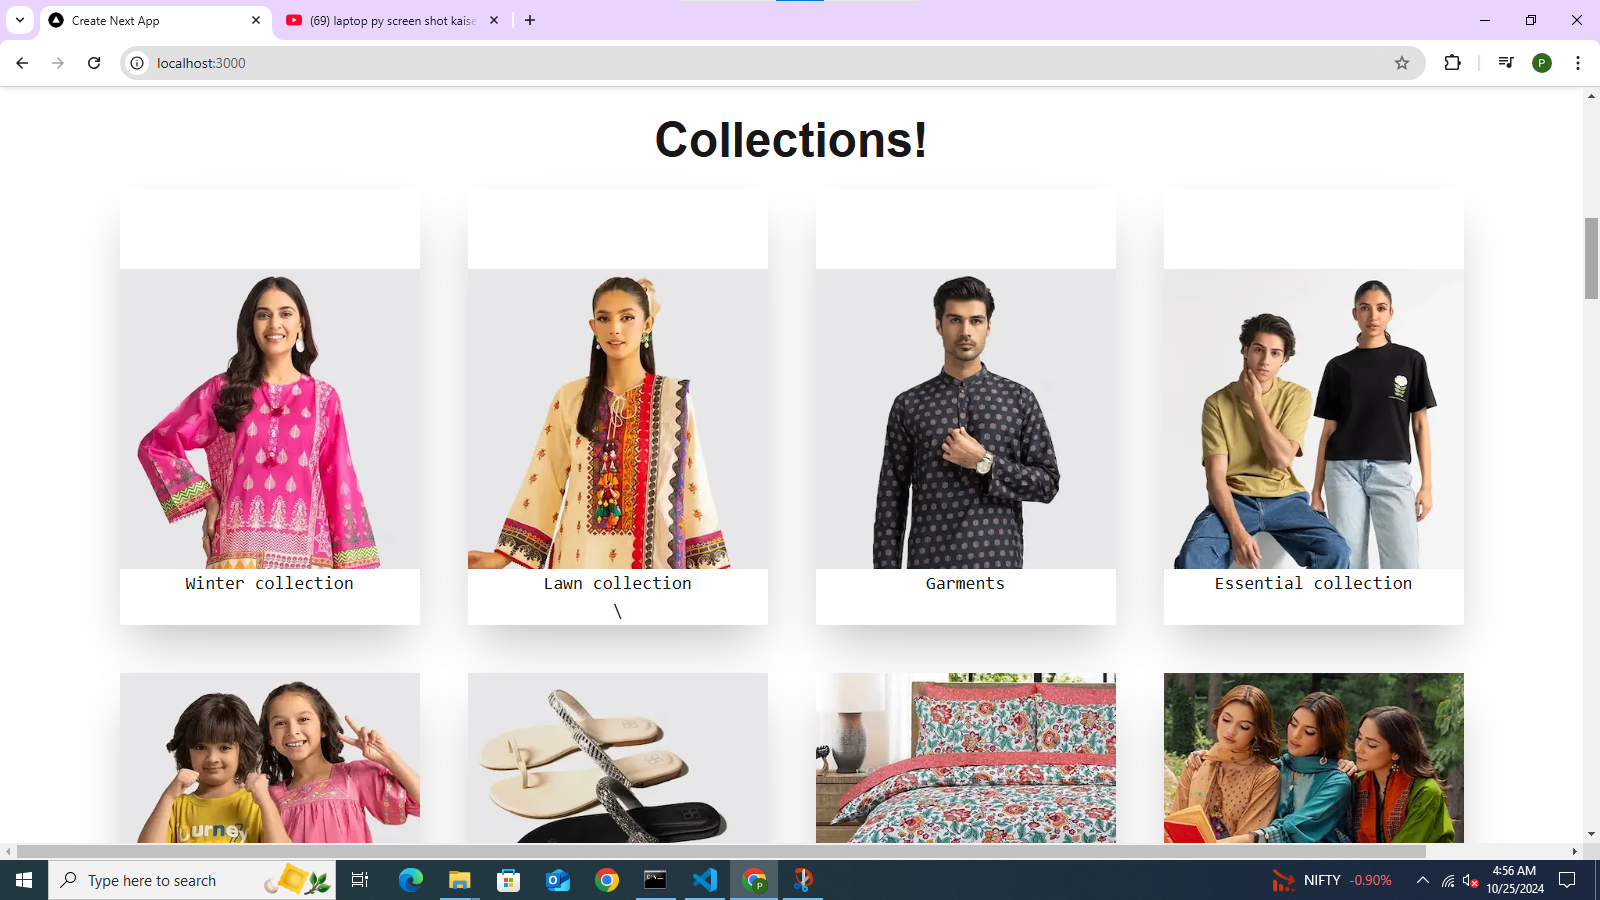 Create Next App
(69) laptop py screen shot kaise
localhost:3000
P
Collections!
Winter collection
Lawn collection
\
Garments
Essential collection
Type here to search
NIFTY -0.90%
4:56 AM
10/25/2024